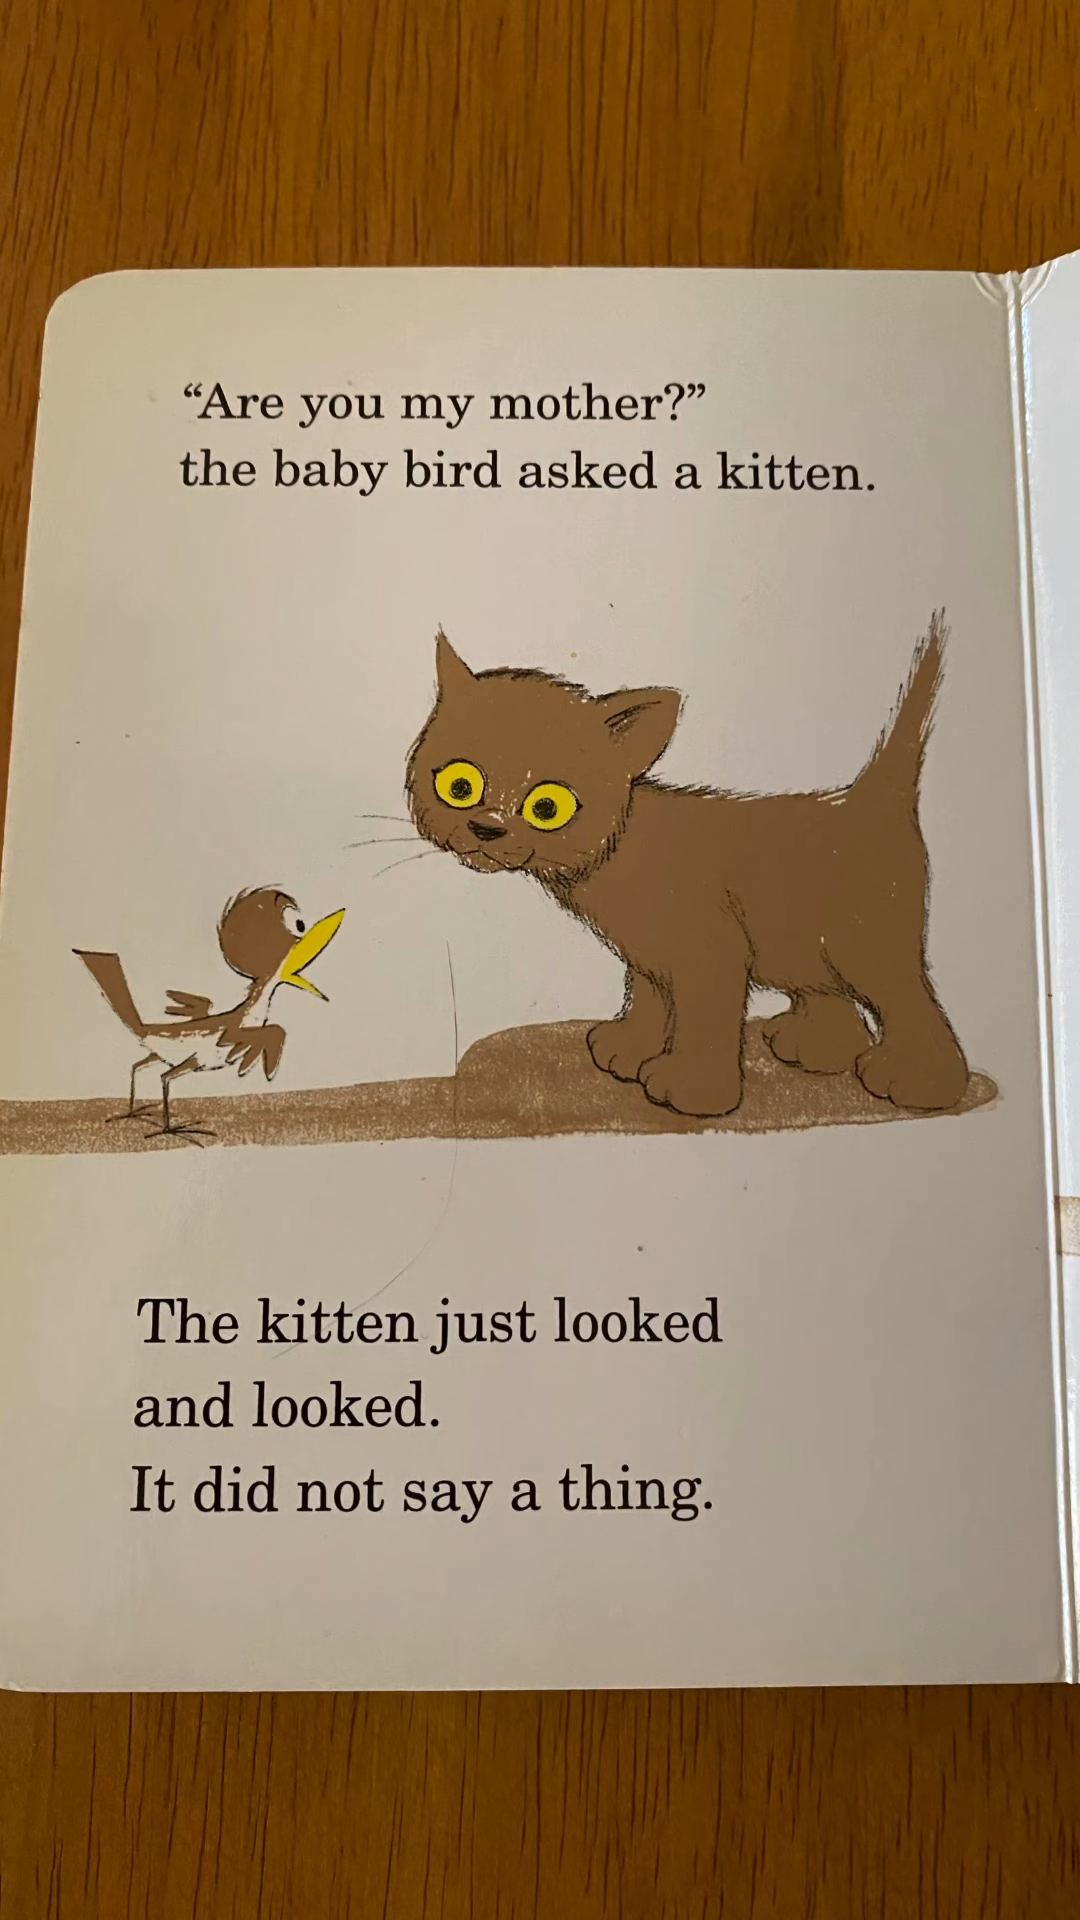 “Are you my mother?”
the baby bird asked a kitten.
The kitten just looked
and looked.
It did not say a thing.